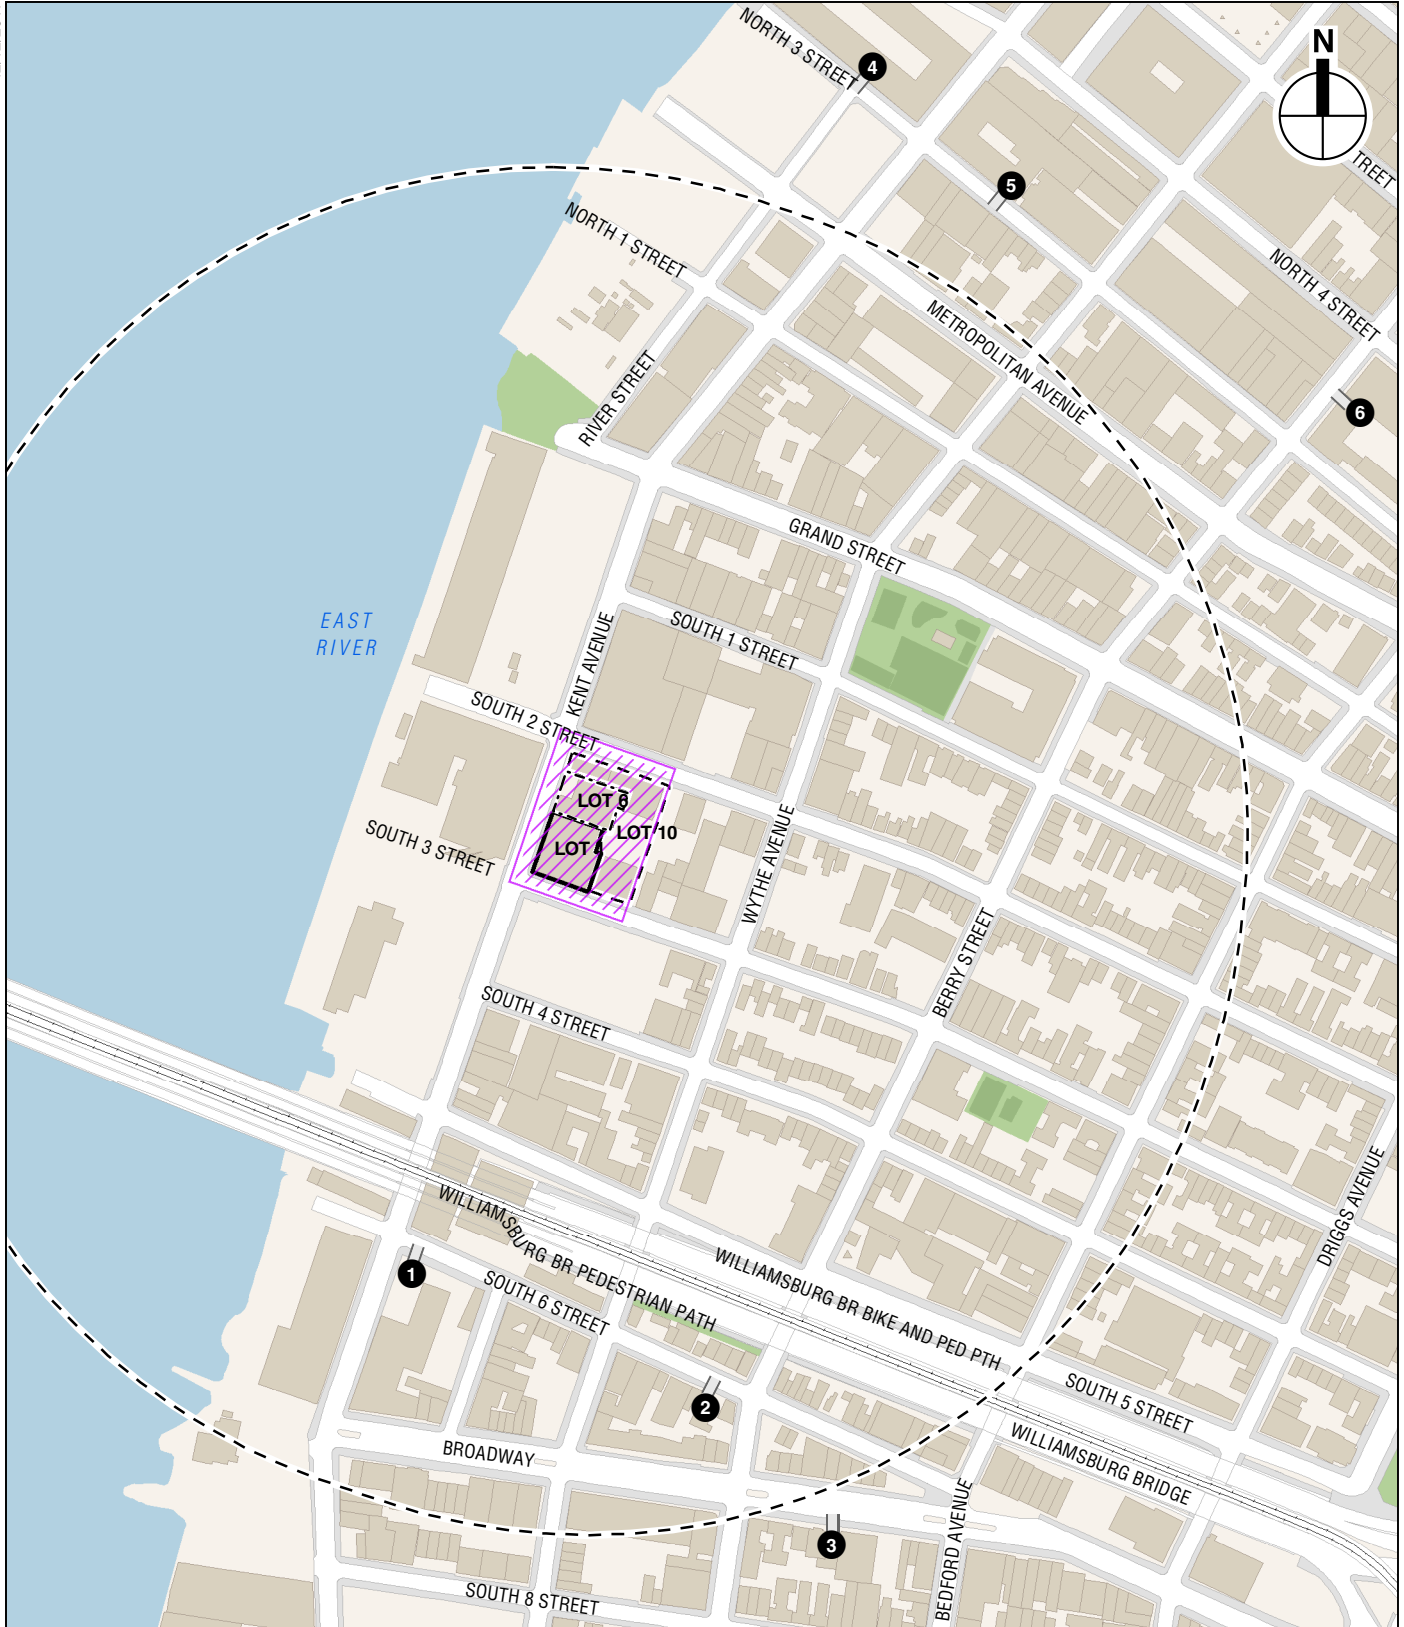 NORTH 3 STREET
4
N
TREET
5
NORTH 1 STREET
NORTH 4 STREET
METROPOLITAN AVENUE
RIVER STREET
6
GRAND STREET
EAST
RIVER
SOUTH 1 STREET
KENT AVENUE
SOUTH 2 STREET
LOT 6
LOT 10
LOT
SOUTH 3 STREET
WYTHE AVENUE
BERRY STREET
SOUTH 4 STREET
DRIGGS AVENUE
WILLIAMSBURG BR PEDESTRIAN PATH
WILLIAMSBURG BR BIKE AND PED PTH
1
SOUTH 6 STREET
2
SOUTH 5 STREET
WILLIAMSBURG BRIDGE
BROADWAY
BEDFORD AVENUE
3
SOUTH 8 STREET